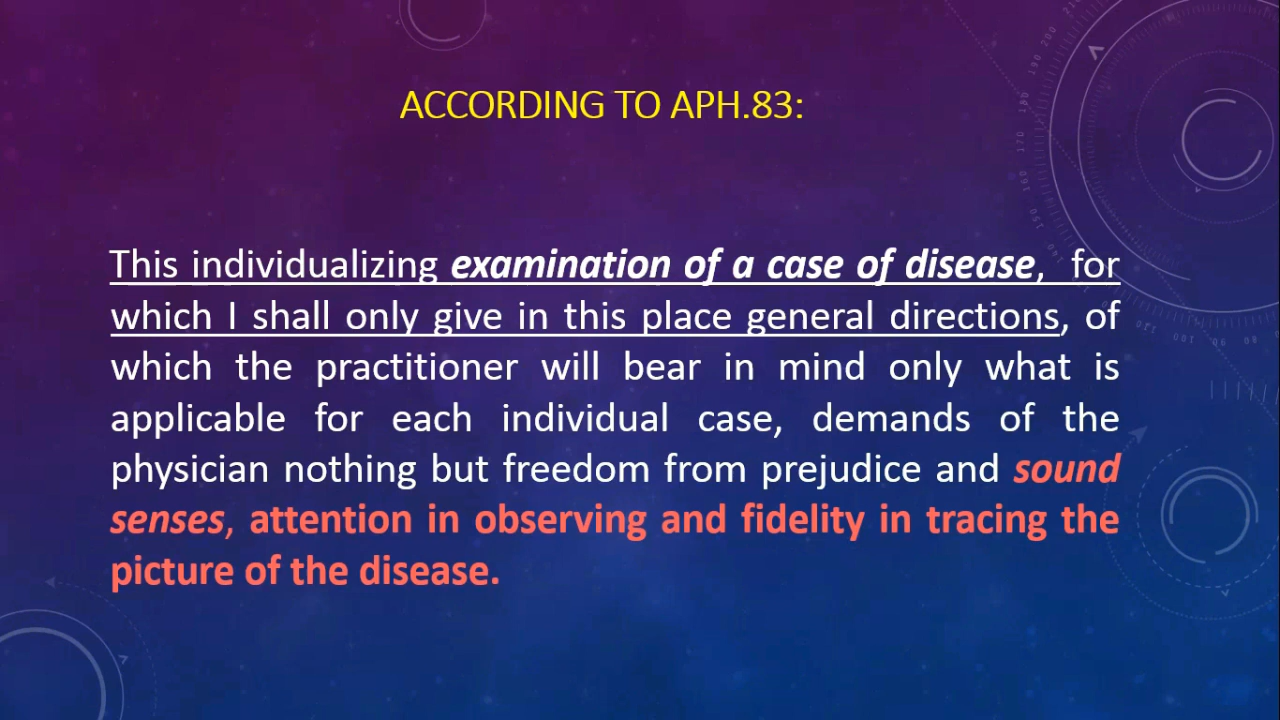 ACCORDING TO APH.83:
This individualizing examination of a case of disease, for
which I shall only give in this place general directions, of
which the practitioner will bear in mind only what is
applicable for each individual case, demands of the
physician nothing but freedom from prejudice and sound
senses, attention in observing and fidelity in tracing the
picture of the disease.